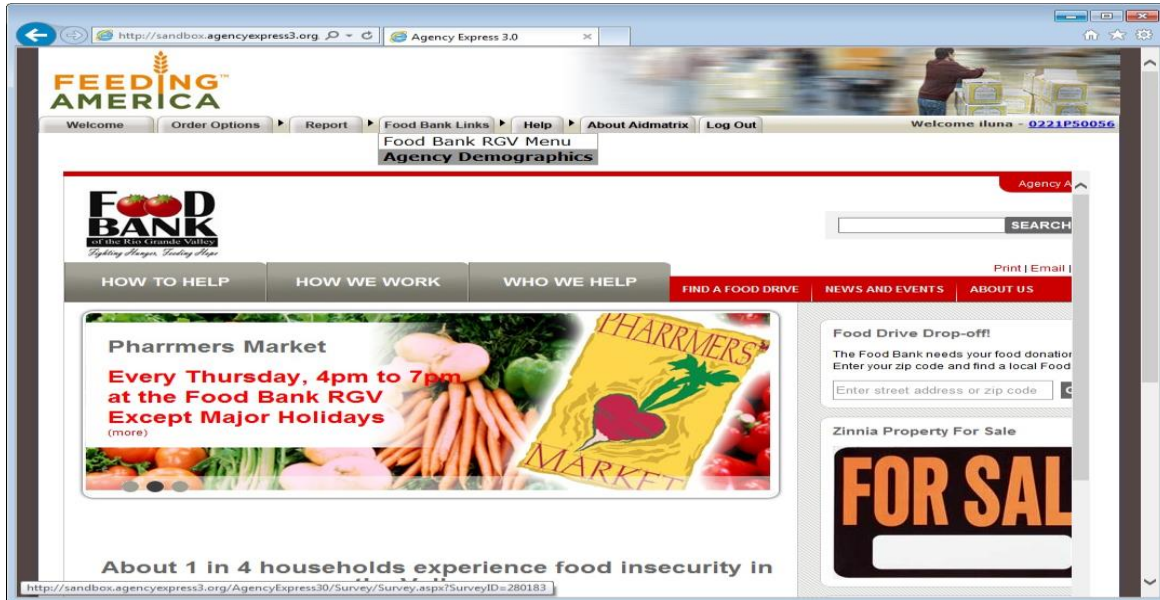 http://sandbox.agencyexpress3.org
Agency Express 3.0
FEEDING™
AMERICA
Welcome Order Options Report Food Bank Links Help About Aidmatrix Log Out Welcome iluna - 0221P50056
Food Bank RGV Menu
Agency Demographics
Agency A
FOOD
BANK
of the Rio Grande Valley
Fighting Hunger, Feeding Hope
SEARCH
Print | Email |
HOW TO HELP HOW WE WORK WHO WE HELP FIND A FOOD DRIVE NEWS AND EVENTS ABOUT US
Pharrmers Market
Every Thursday, 4pm to 7pm
at the Food Bank RGV
Except Major Holidays
(more)
PHARRMERS'
MARKET
Food Drive Drop-off!
The Food Bank needs your food donation
Enter your zip code and find a local Food
Enter street address or zip code
Zinnia Property For Sale
FOR SAL
About 1 in 4 households experience food insecurity in
http://sandbox.agencyexpress3.org/AgencyExpress30/Survey/Survey.aspx?SurveyID=280183